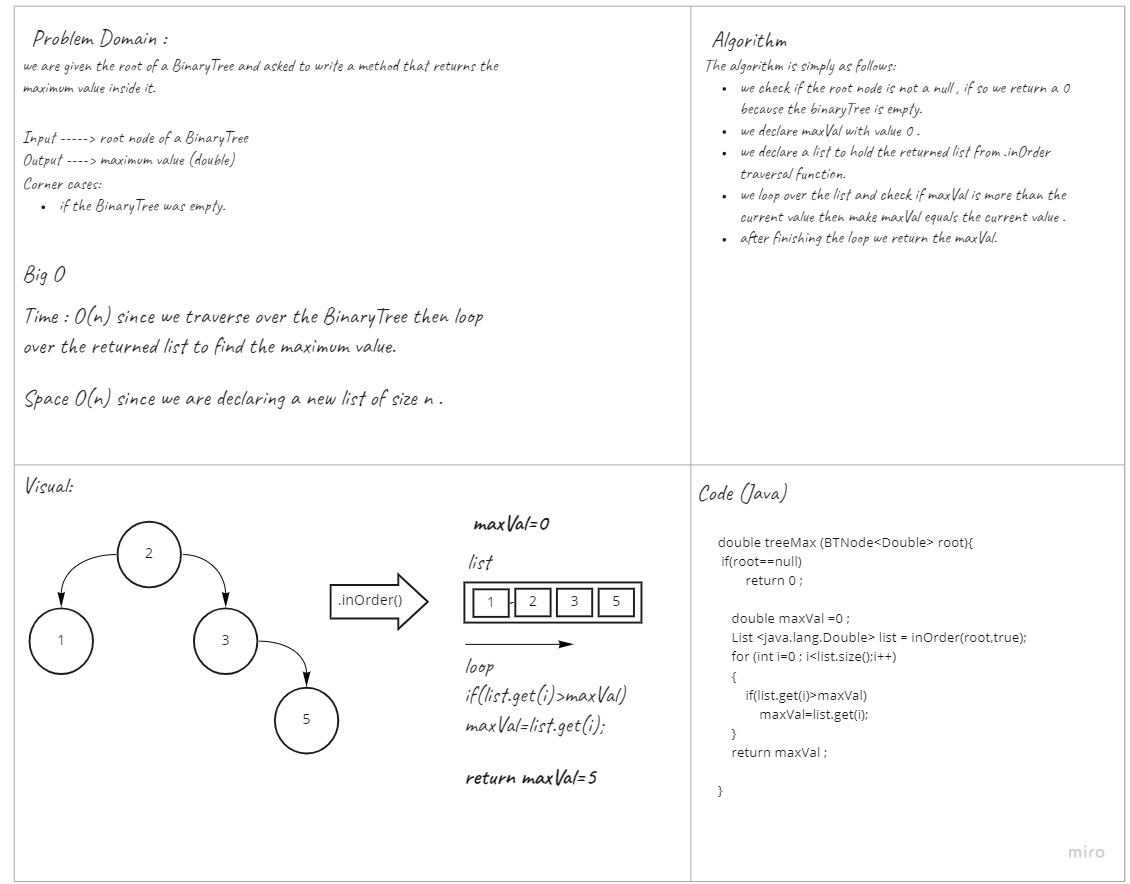 Problem Domain :
we are given the root of a BinaryTree and asked to write a method that returns the
maximum value inside it.
Input -----> root node of a BinaryTree
Output ----> maximum value (double)
Corner cases:
• if the BinaryTree was empty.
Big O
Time : O(n) since we traverse over the BinaryTree then loop
over the returned list to find the maximum value.
Space O(n) since we are declaring a new list of size n .
Algorithm
The algorithm is simply as follows:
• we check if the root node is not a null , if so we return a 0
because the binaryTree is empty.
• we declare maxVal with value 0 .
• we declare a list to hold the returned list from .inOrder
traversal function.
• we loop over the list and check if maxVal is more than the
current value then make maxVal equals the current value .
• after finishing the loop we return the maxVal.
Visual:
2
1
3
5
.inOrder()
maxVal=0
list
1 2 3 5
loop
if(list.get(i)>maxVal)
maxVal=list.get(i);
return maxVal=5
Code (Java)
double treeMax (BTNode<Double> root){
if(root==null)
return 0 ;
double maxVal =0 ;
List <java.lang.Double> list = inOrder(root,true);
for (int i=0 ; i<list.size();i++)
{
if(list.get(i)>maxVal)
maxVal=list.get(i);
}
return maxVal ;
}
miro